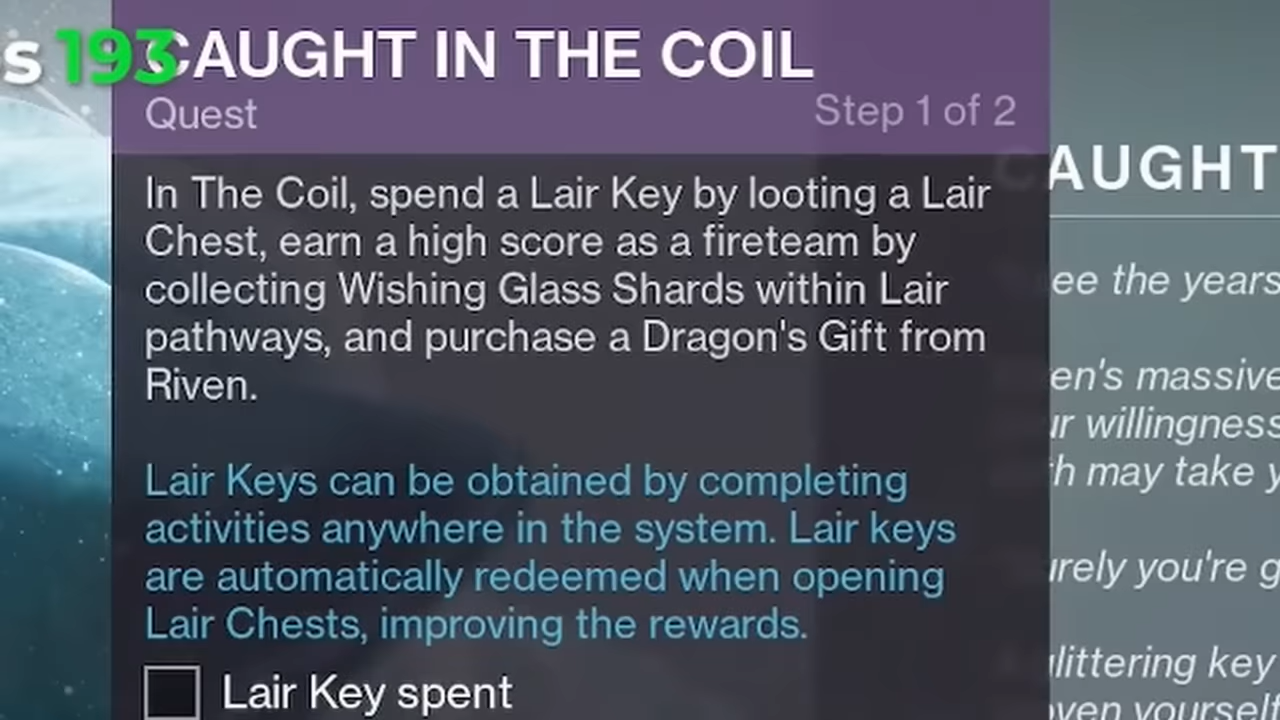 s 193
CAUGHT IN THE COIL
Quest
Step 1 of 2
In The Coil, spend a Lair Key by looting a Lair
Chest, earn a high score as a fireteam by
collecting Wishing Glass Shards within Lair
pathways, and purchase a Dragon's Gift from
Riven.
Lair Keys can be obtained by completing
activities anywhere in the system. Lair keys
are automatically redeemed when opening
Lair Chests, improving the rewards.
Lair Key spent
CAUGHT
ee the years
en's massive
ur willingness
h may take y
urely you're g
glittering key
oven yourself